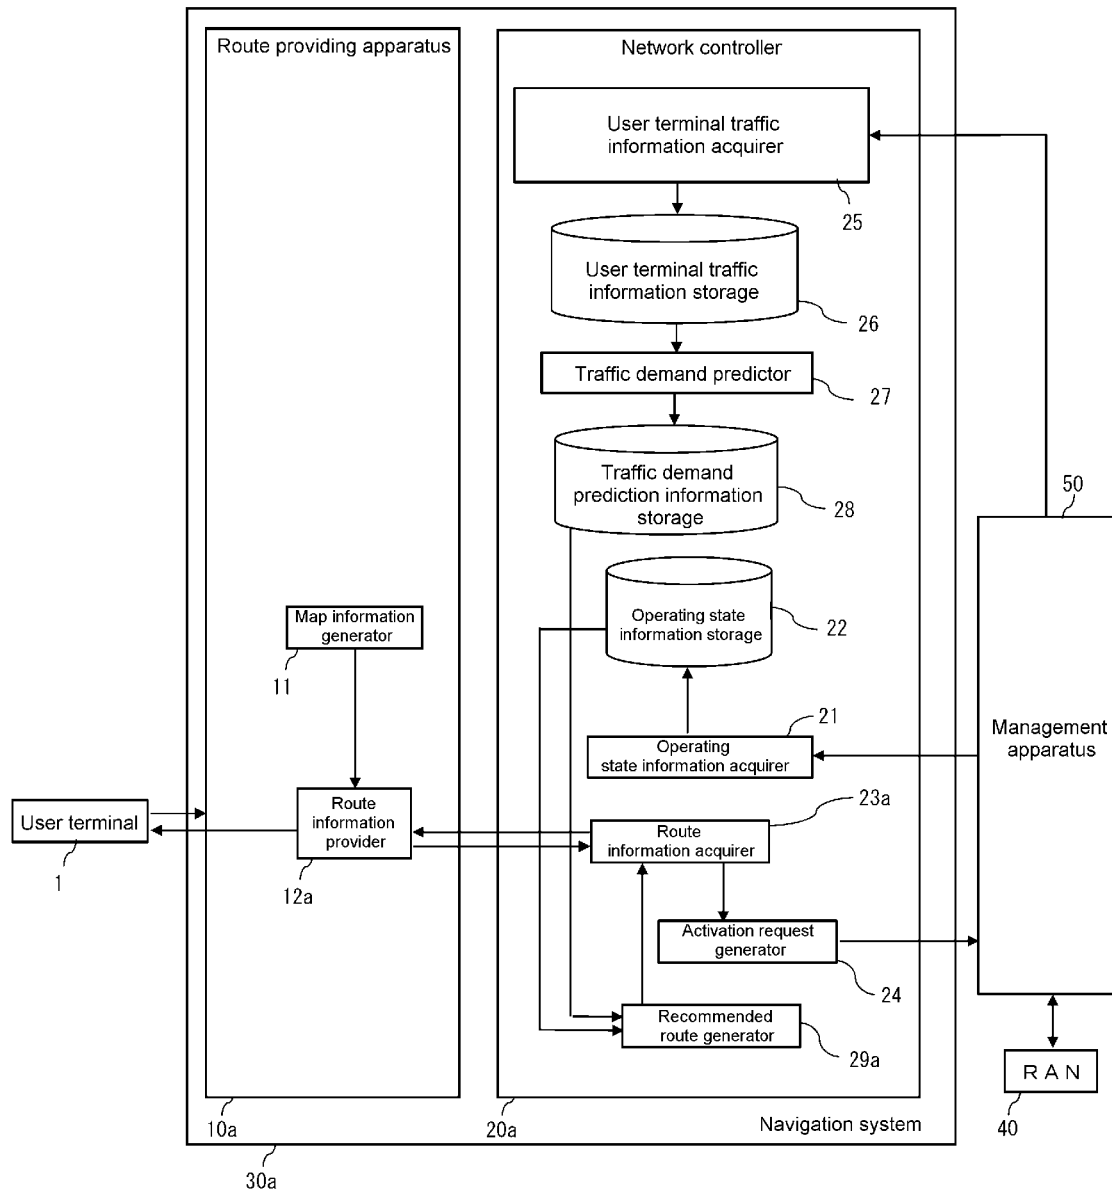 Route providing apparatus
Network controller
User terminal traffic
information acquirer
25
User terminal traffic
information storage
26
Traffic demand predictor
27
Traffic demand
prediction information
storage
28
50
Operating state
information storage
22
Map information
generator
11
21
Operating
state information acquirer
Management
apparatus
23a
User terminal
1
Route
information
provider
12a
Route
information acquirer
Activation request
generator
24
Recommended
route generator
29a
RAN
40
10a
20a
Navigation system
30a